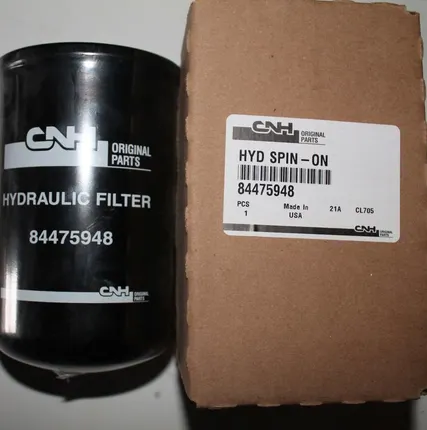 CNH ORIGINAL
PARTS
HYDRAULIC FILTER
84475948
CNH ORIGINAL
PARTS
CNH ORIGINAL
PARTS
HYD SPIN-ON
84475948
PCS Made In 21A CL705
1 USA